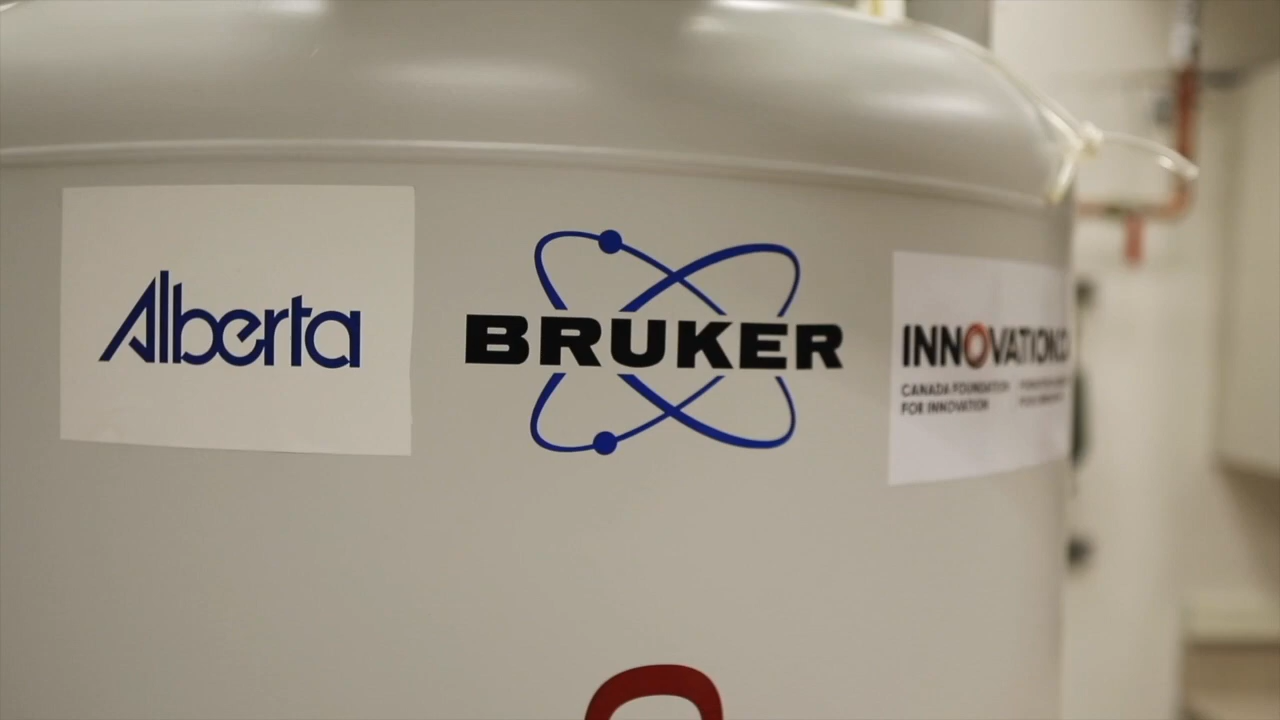 Alberta
BRUKER
INNOVATION.C
CANADA FOUNDATION
FOR INNOVATION